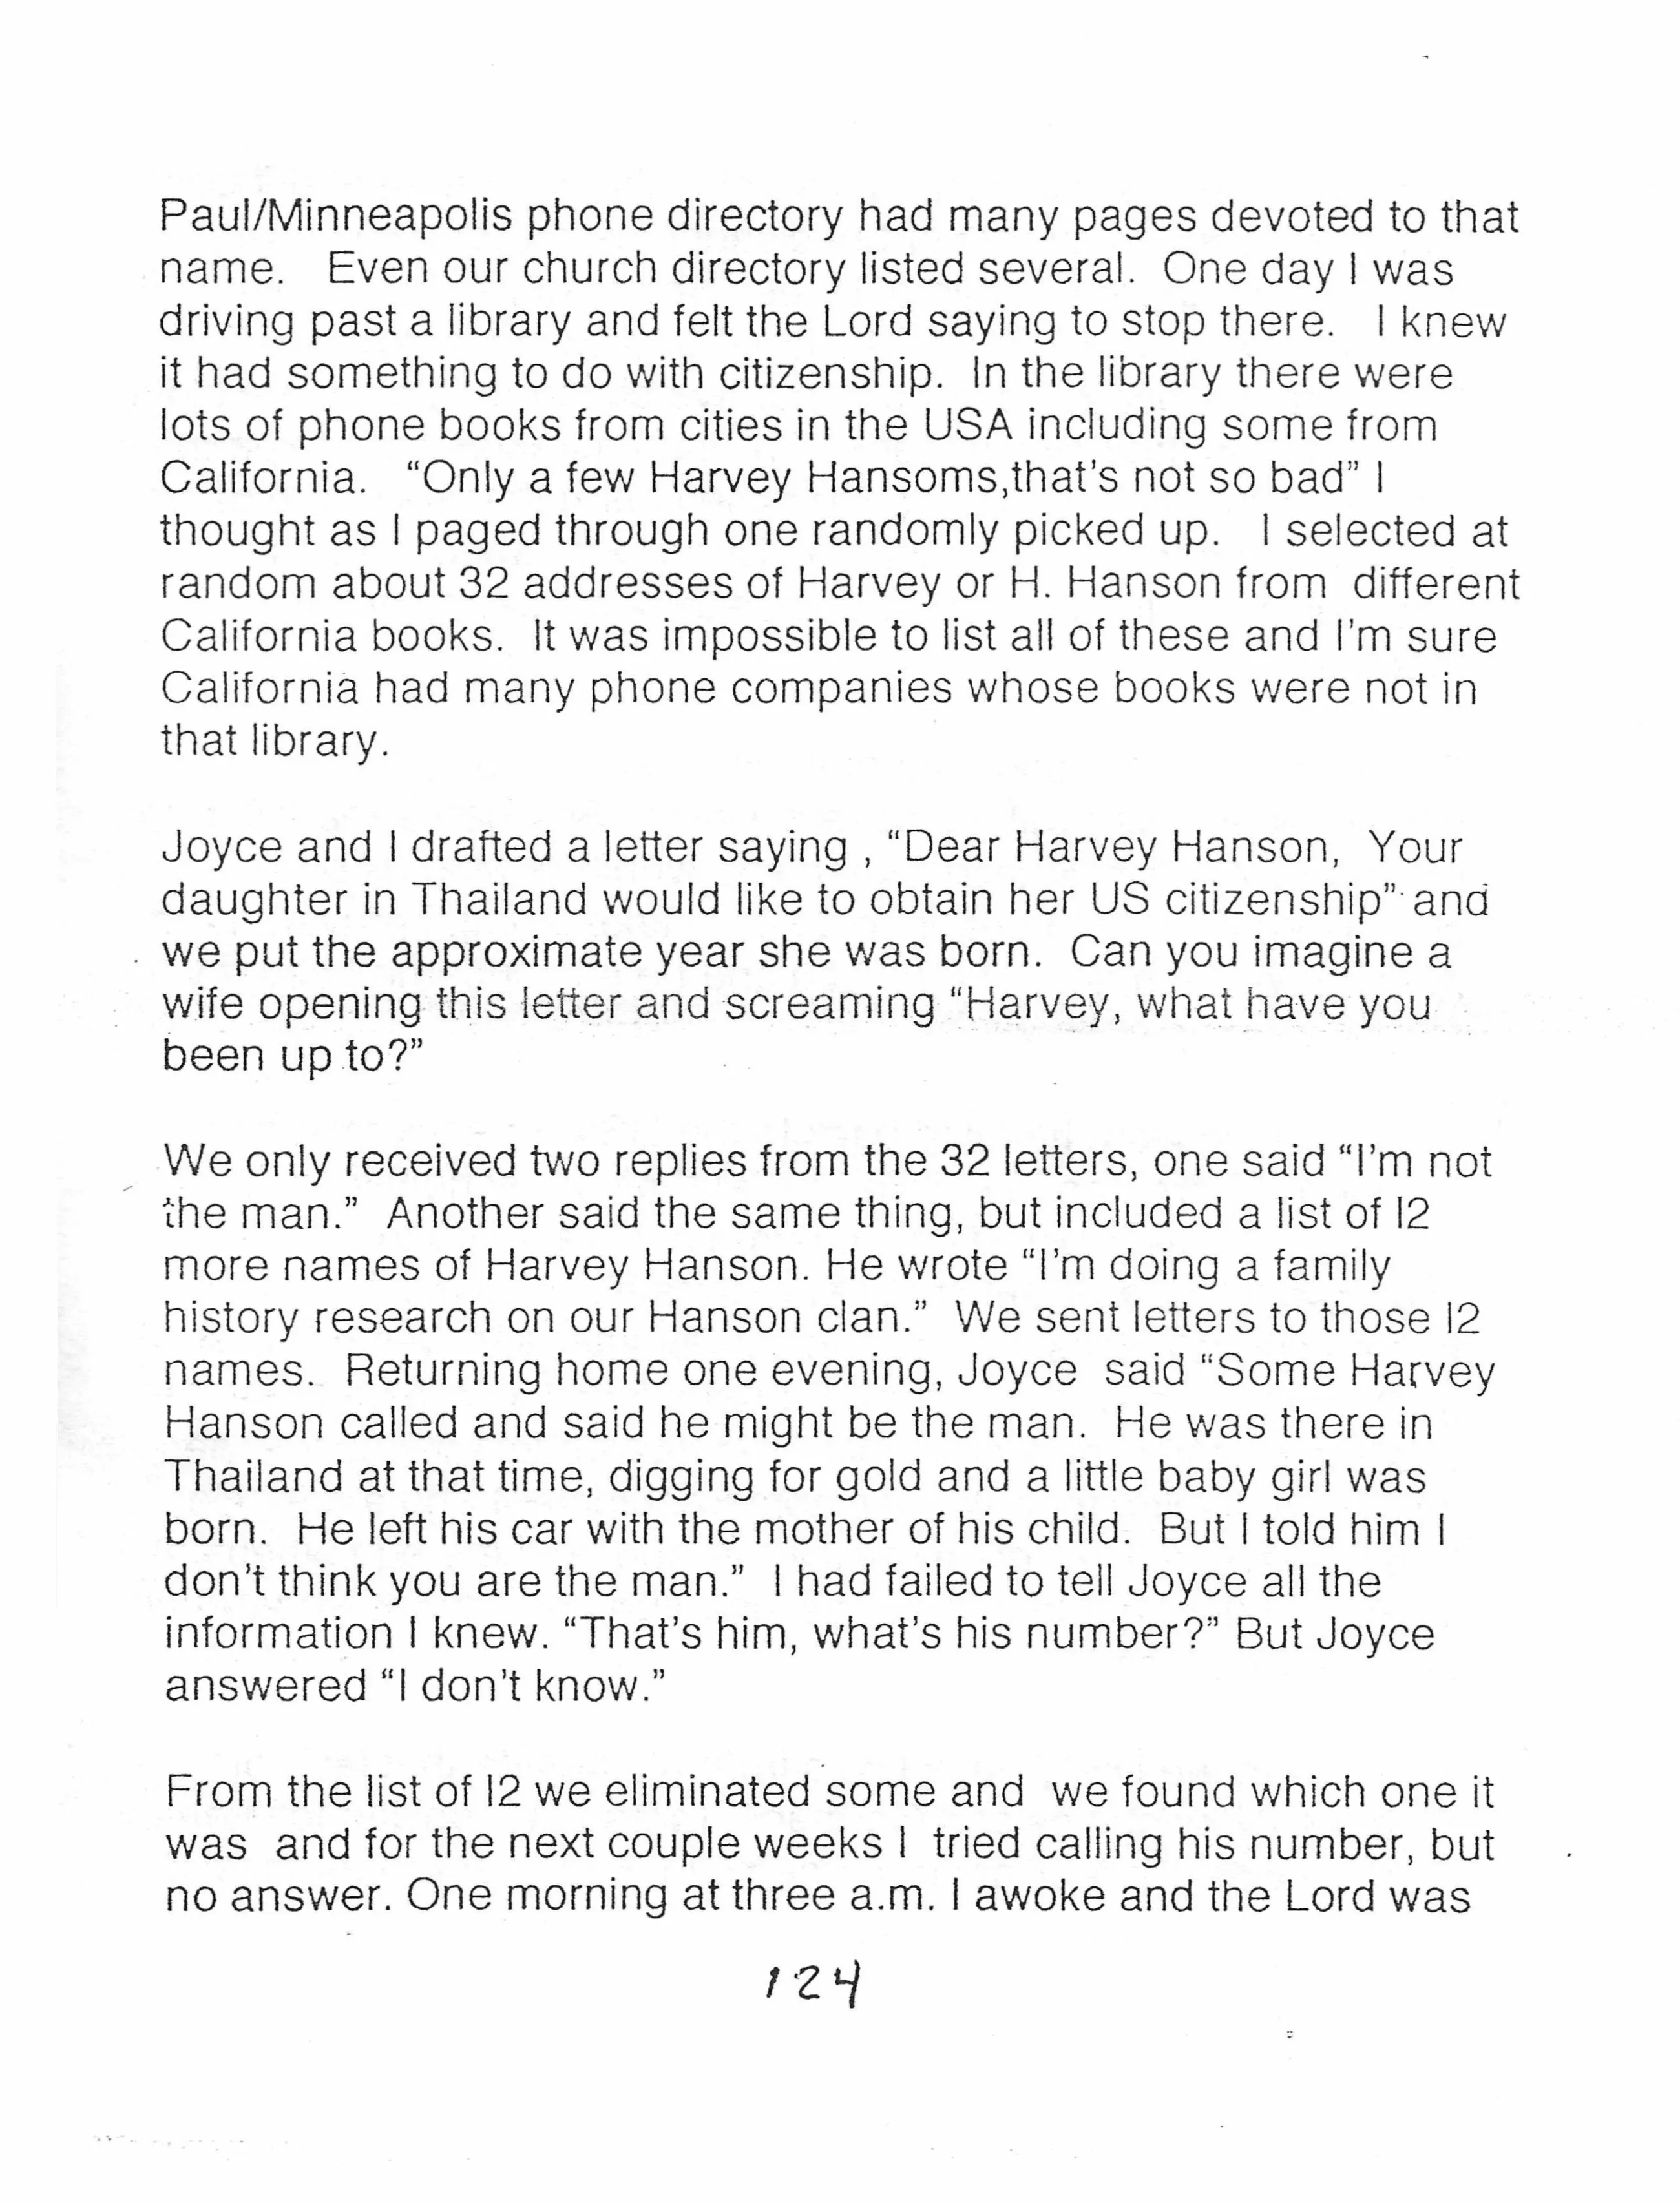 Paul/Minneapolis phone directory had many pages devoted to that
name. Even our church directory listed several. One day I was
driving past a library and felt the Lord saying to stop there. I knew
it had something to do with citizenship. In the library there were
lots of phone books from cities in the USA including some from
California. “Only a few Harvey Hansoms,that’s not so bad” I
thought as I paged through one randomly picked up. I selected at
random about 32 addresses of Harvey or H. Hanson from different
California books. It was impossible to list all of these and I'm sure
California had many phone companies whose books were not in
that library.

Joyce and I drafted a letter saying , “Dear Harvey Hanson, Your
daughter in Thailand would like to obtain her US citizenship” and
we put the approximate year she was born. Can you imagine a
wife opening this letter and screaming “Harvey, what have you
been up to?”

We only received two replies from the 32 letters, one said “I'm not
the man.” Another said the same thing, but included a list of l2
more names of Harvey Hanson. He wrote “I'm doing a family
history research on our Hanson clan.” We sent letters to those l2
names. Returning home one evening, Joyce said “Some Harvey
Hanson called and said he might be the man. He was there in
Thailand at that time, digging for gold and a little baby girl was
born. He left his car with the mother of his child. But I told him I
don't think you are the man.” I had failed to tell Joyce all the
information I knew. “That's him, what's his number?” But Joyce
answered “I don't know.”

From the list of l2 we eliminated some and we found which one it
was and for the next couple weeks I tried calling his number, but
no answer. One morning at three a.m. I awoke and the Lord was
124